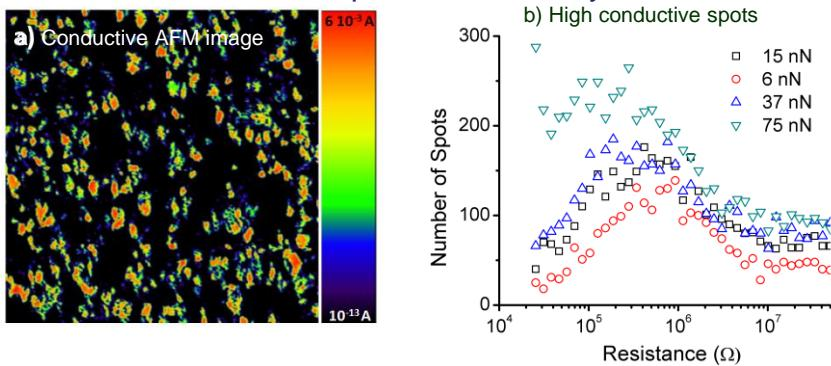 a) Conductive AFM image
6 10⁻³ A
10⁻¹³ A
b) High conductive spots
300
200
100
0
Number of Spots
15 nN
6 nN
37 nN
75 nN
10⁴ 10⁵ 10⁶ 10⁷
Resistance (Ω)